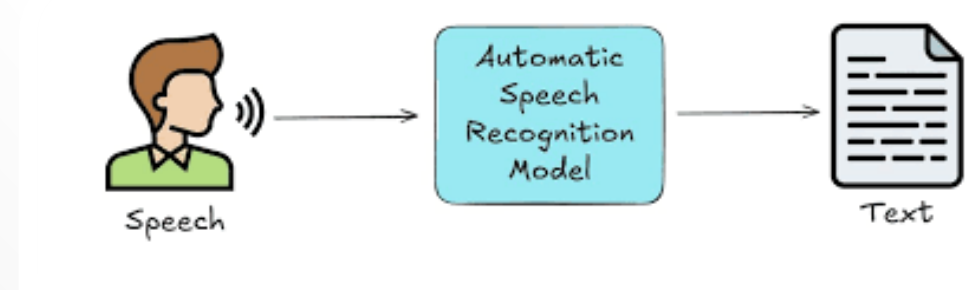 Automatic
Speech
Recognition
Model
Speech
Text